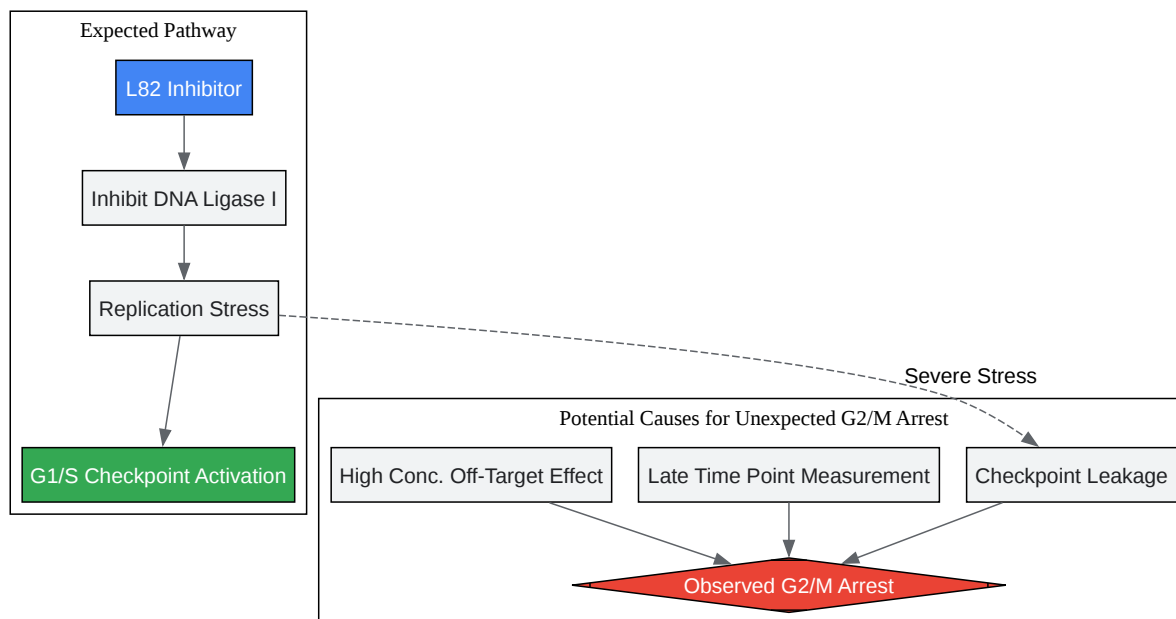 Expected Pathway
L82 Inhibitor
Inhibit DNA Ligase I
Replication Stress
Severe Stress
Potential Causes for Unexpected G2/M Arrest
G1/S Checkpoint Activation
High Conc. Off-Target Effect
Late Time Point Measurement
Checkpoint Leakage
Observed G2/M Arrest